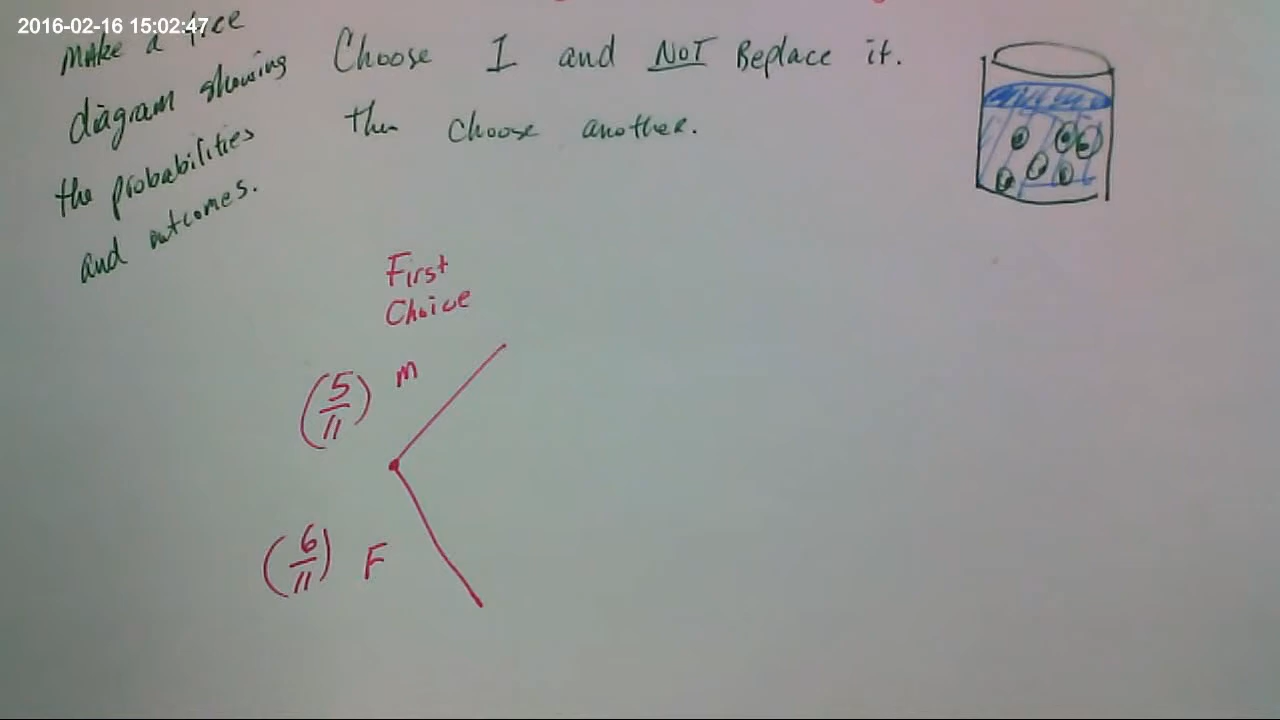 2016-02-16 15:02:47
Make a tree
diagram showing
the probabilities
and outcomes.
Choose 1 and NOT Replace it.
Then choose another.
First
Choice
(5/11) M
(6/11) F